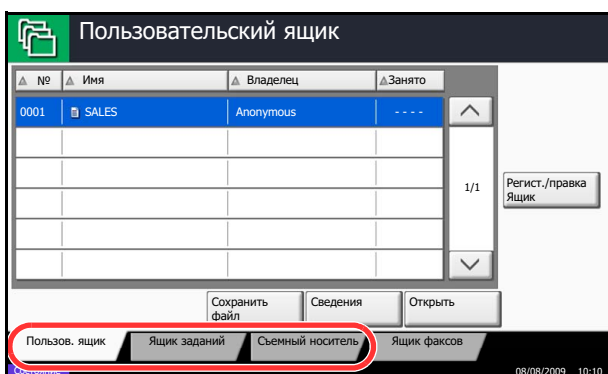 Пользовательский ящик
№ Имя Владелец Занято
0001 SALES Anonymous - - - -
1/1
Регист./правка
Ящик
Сохранить
файл
Сведения
Открыть
Пользов. ящик Ящик заданий Съемный носитель Ящик факсов
Состояние 08/08/2009 10:10